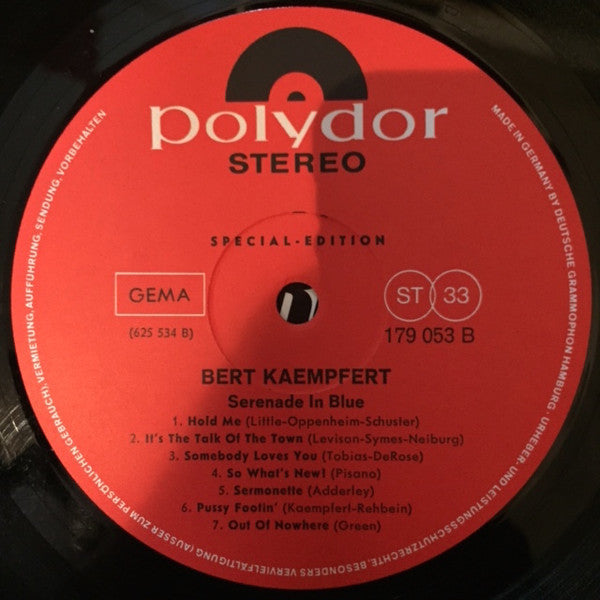 polydor
STEREO
SPECIAL-EDITION
GEMA
(625 534 B)
ST 33
179 053 B
BERT KAEMPFERT
Serenade In Blue
1. Hold Me (Little-Oppenheim-Schuster)
2. It's The Talk Of The Town (Levison-Symes-Neiburg)
3. Somebody Loves You (Tobias-DeRose)
4. So What's New! (Pisano)
5. Sermonette (Adderley)
6. Pussy Footin' (Kaempfert-Rehbein)
7. Out Of Nowhere (Green)
MADE IN GERMANY BY DEUTSCHE GRAMMOPHON HAMBURG · URHEBER- UND LEISTUNGSSCHUTZRECHTE, BESONDERS VERVIELFÄLTIGUNG (AUSSER ZUM PERSÖNLICHEN GEBRAUCH), VERMIETUNG, AUFFÜHRUNG, SENDUNG, VORBEHALTEN